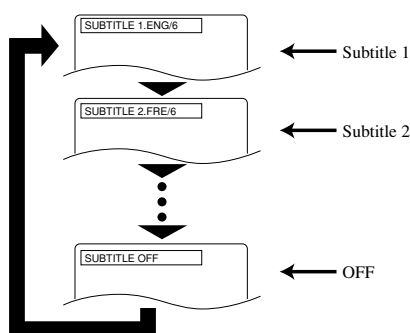 SUBTITLE 1.ENG/6
Subtitle 1
SUBTITLE 2.FRE/6
Subtitle 2
SUBTITLE OFF
OFF